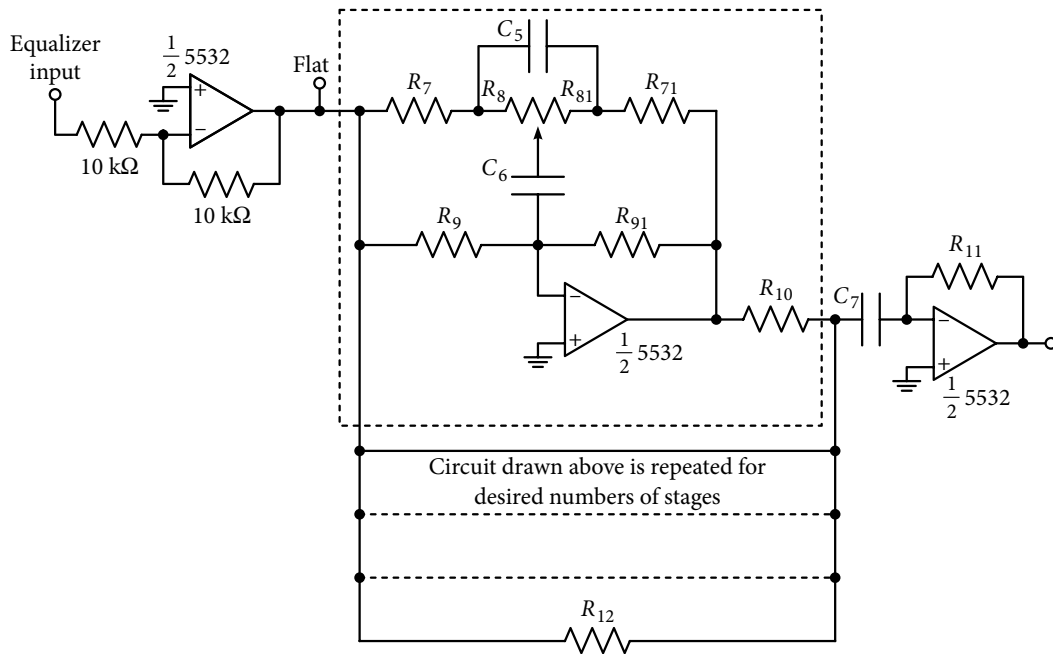 Equalizer
input
1/2 5532
+
−
10 kΩ
10 kΩ
Flat
C5
R7
R8
R81
R71
C6
R9
R91
−
+
1/2 5532
R10
C7
R11
−
+
1/2 5532
Circuit drawn above is repeated for
desired numbers of stages
R12